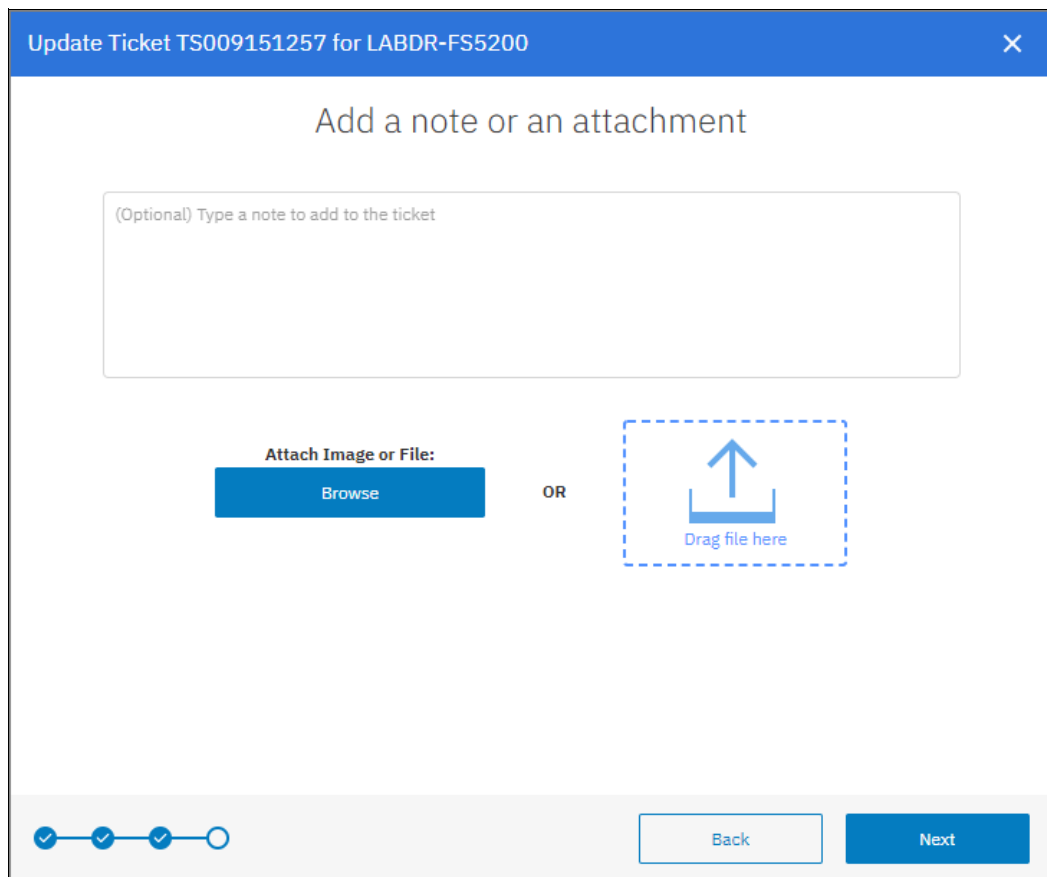 Update Ticket TS009151257 for LABDR-FS5200
Add a note or an attachment
(Optional) Type a note to add to the ticket
Attach Image or File:
Browse
OR
Drag file here
Back
Next